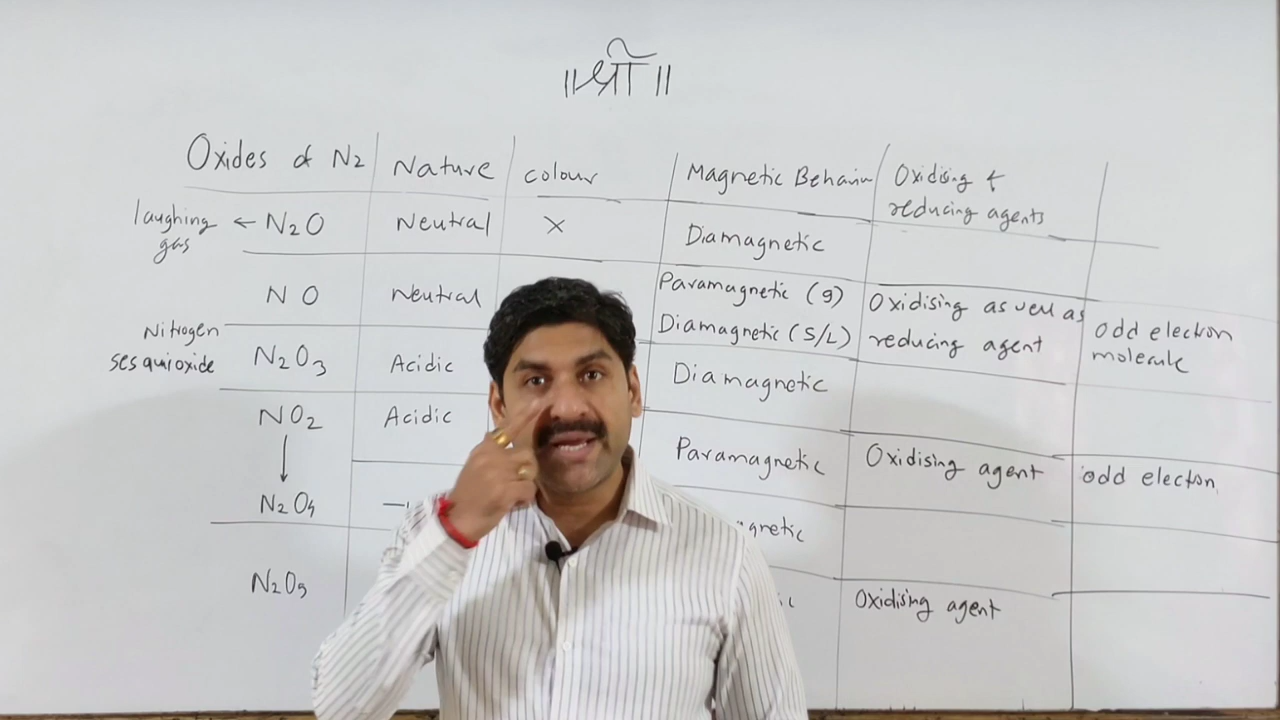 ॥ श्री ॥
Oxides of N2 Nature colour Magnetic Behaviour Oxidising & reducing agents
laughing gas ← N2O Neutral X Diamagnetic
NO Neutral Paramagnetic (g) Diamagnetic (S/L) Oxidising as well as reducing agent odd electron molecule
Nitrogen sesquioxide N2O3 Acidic Diamagnetic
NO2 Acidic Paramagnetic Oxidising agent odd electron
↓
N2O4
N2O5 Oxidising agent